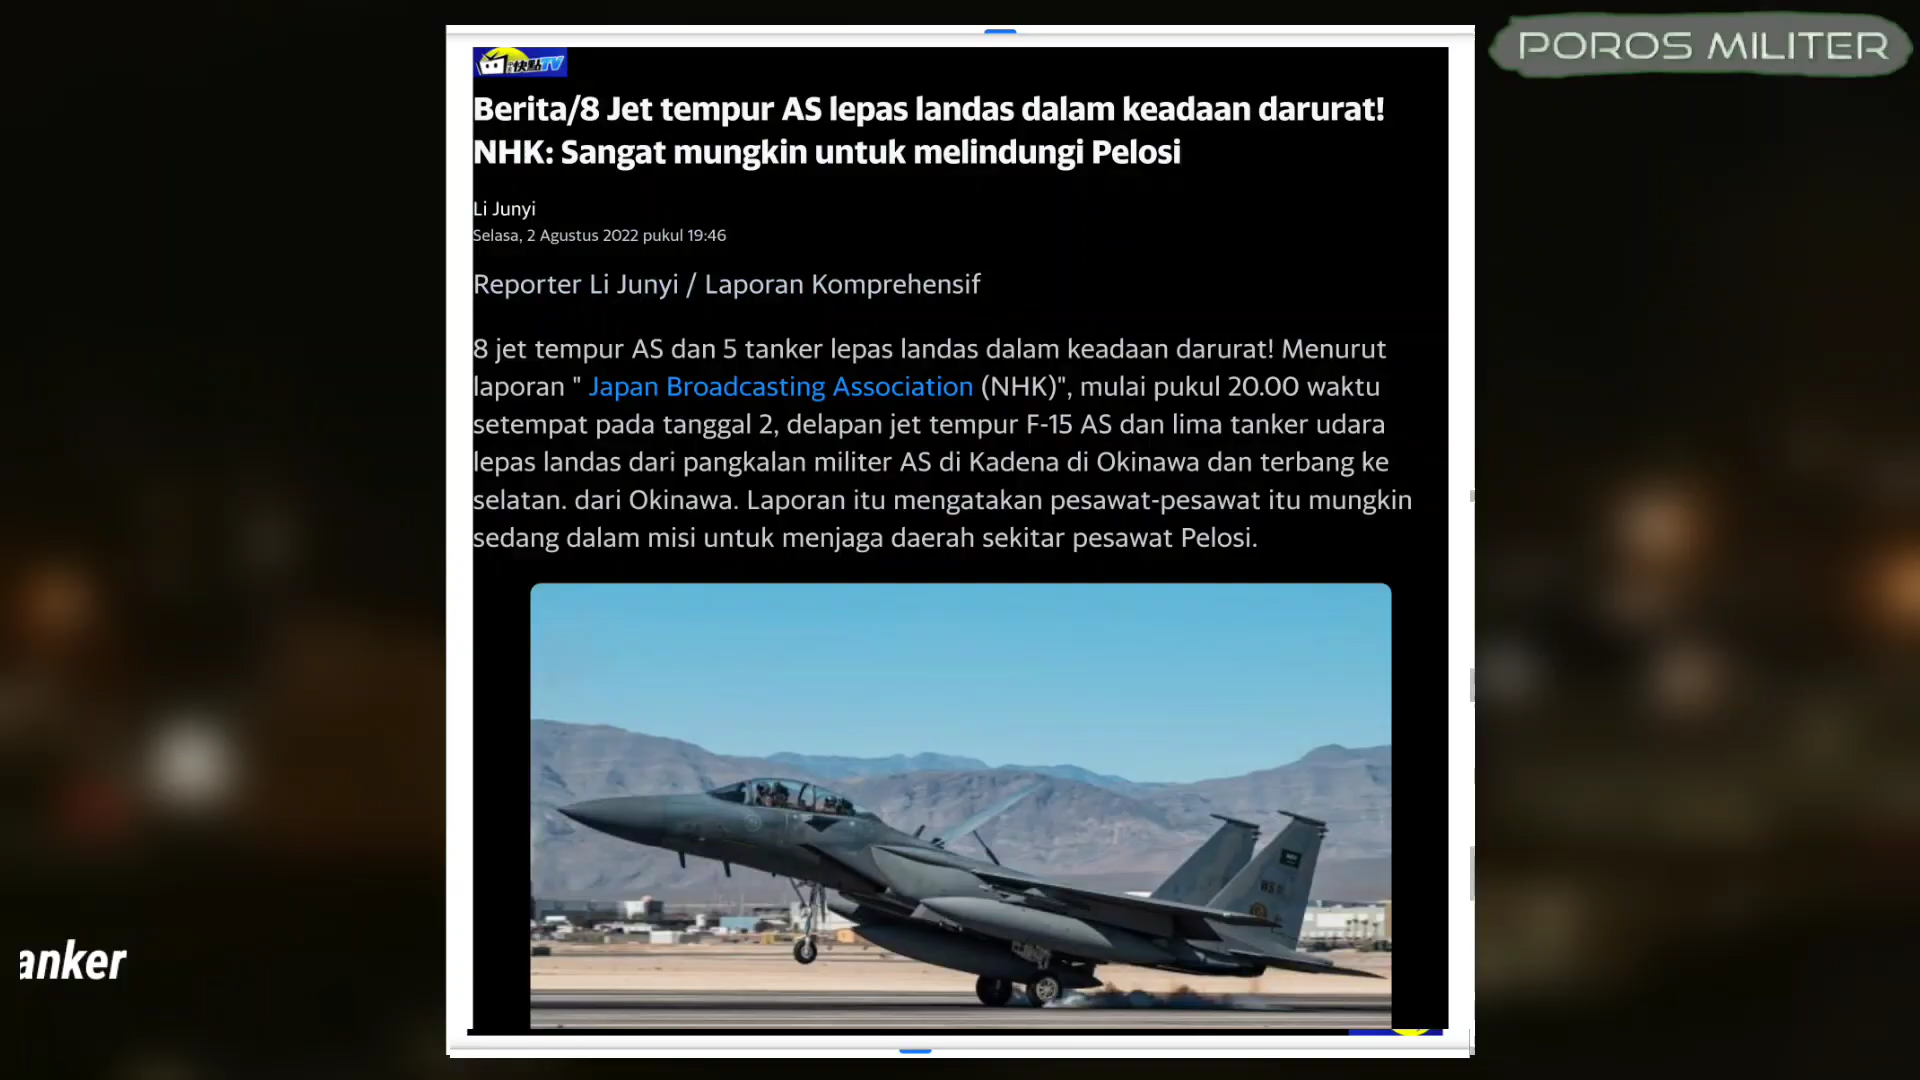 POROS MILITER
快點TV
Berita/8 Jet tempur AS lepas landas dalam keadaan darurat!
NHK: Sangat mungkin untuk melindungi Pelosi
Li Junyi
Selasa, 2 Agustus 2022 pukul 19:46
Reporter Li Junyi / Laporan Komprehensif
8 jet tempur AS dan 5 tanker lepas landas dalam keadaan darurat! Menurut
laporan " Japan Broadcasting Association (NHK)", mulai pukul 20.00 waktu
setempat pada tanggal 2, delapan jet tempur F-15 AS dan lima tanker udara
lepas landas dari pangkalan militer AS di Kadena di Okinawa dan terbang ke
selatan. dari Okinawa. Laporan itu mengatakan pesawat-pesawat itu mungkin
sedang dalam misi untuk menjaga daerah sekitar pesawat Pelosi.
anker